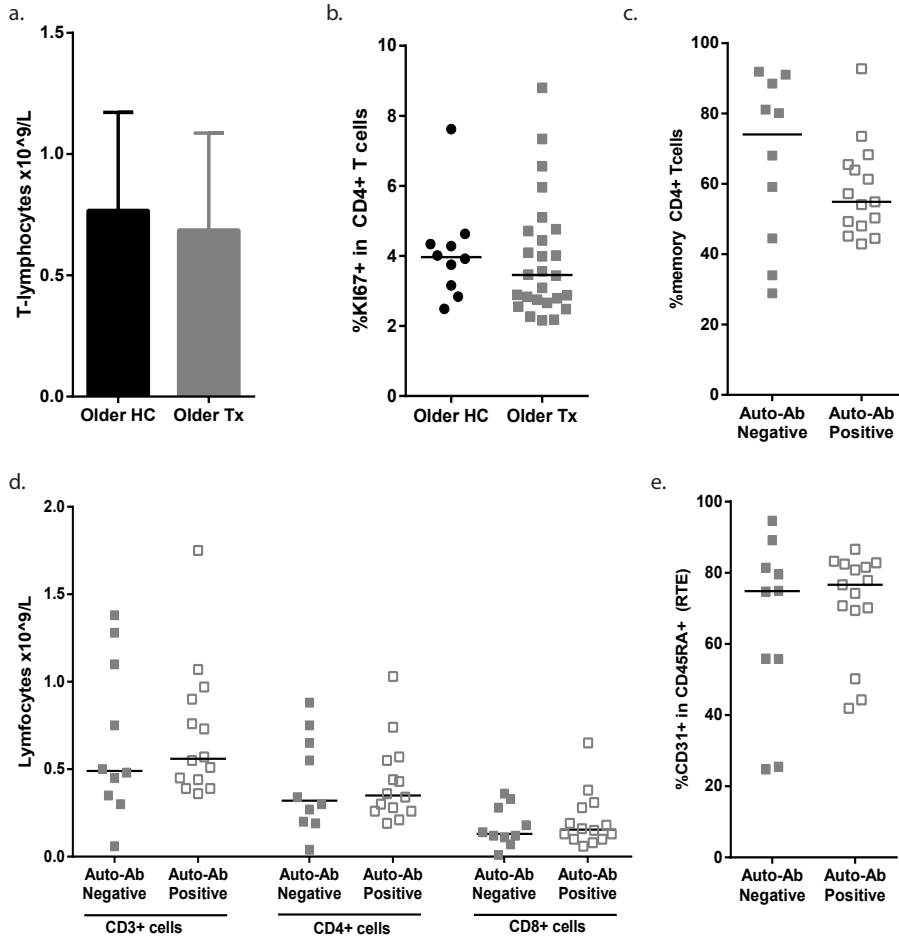 a.
T-lymphocytes x10^9/L
1.5
1.0
0.5
0.0
Older HC
Older Tx
b.
%KI67+ in CD4+ T cells
10
8
6
4
2
0
Older HC
Older Tx
c.
%memory CD4+ Tcells
100
80
60
40
20
0
Auto-Ab
Negative
Auto-Ab
Positive
d.
Lymfocytes x10^9/L
2.0
1.5
1.0
0.5
0.0
Auto-Ab
Negative
Auto-Ab
Positive
CD3+ cells
Auto-Ab
Negative
Auto-Ab
Positive
CD4+ cells
Auto-Ab
Negative
Auto-Ab
Positive
CD8+ cells
e.
%CD31+ in CD45RA+ (RTE)
100
80
60
40
20
0
Auto-Ab
Negative
Auto-Ab
Positive